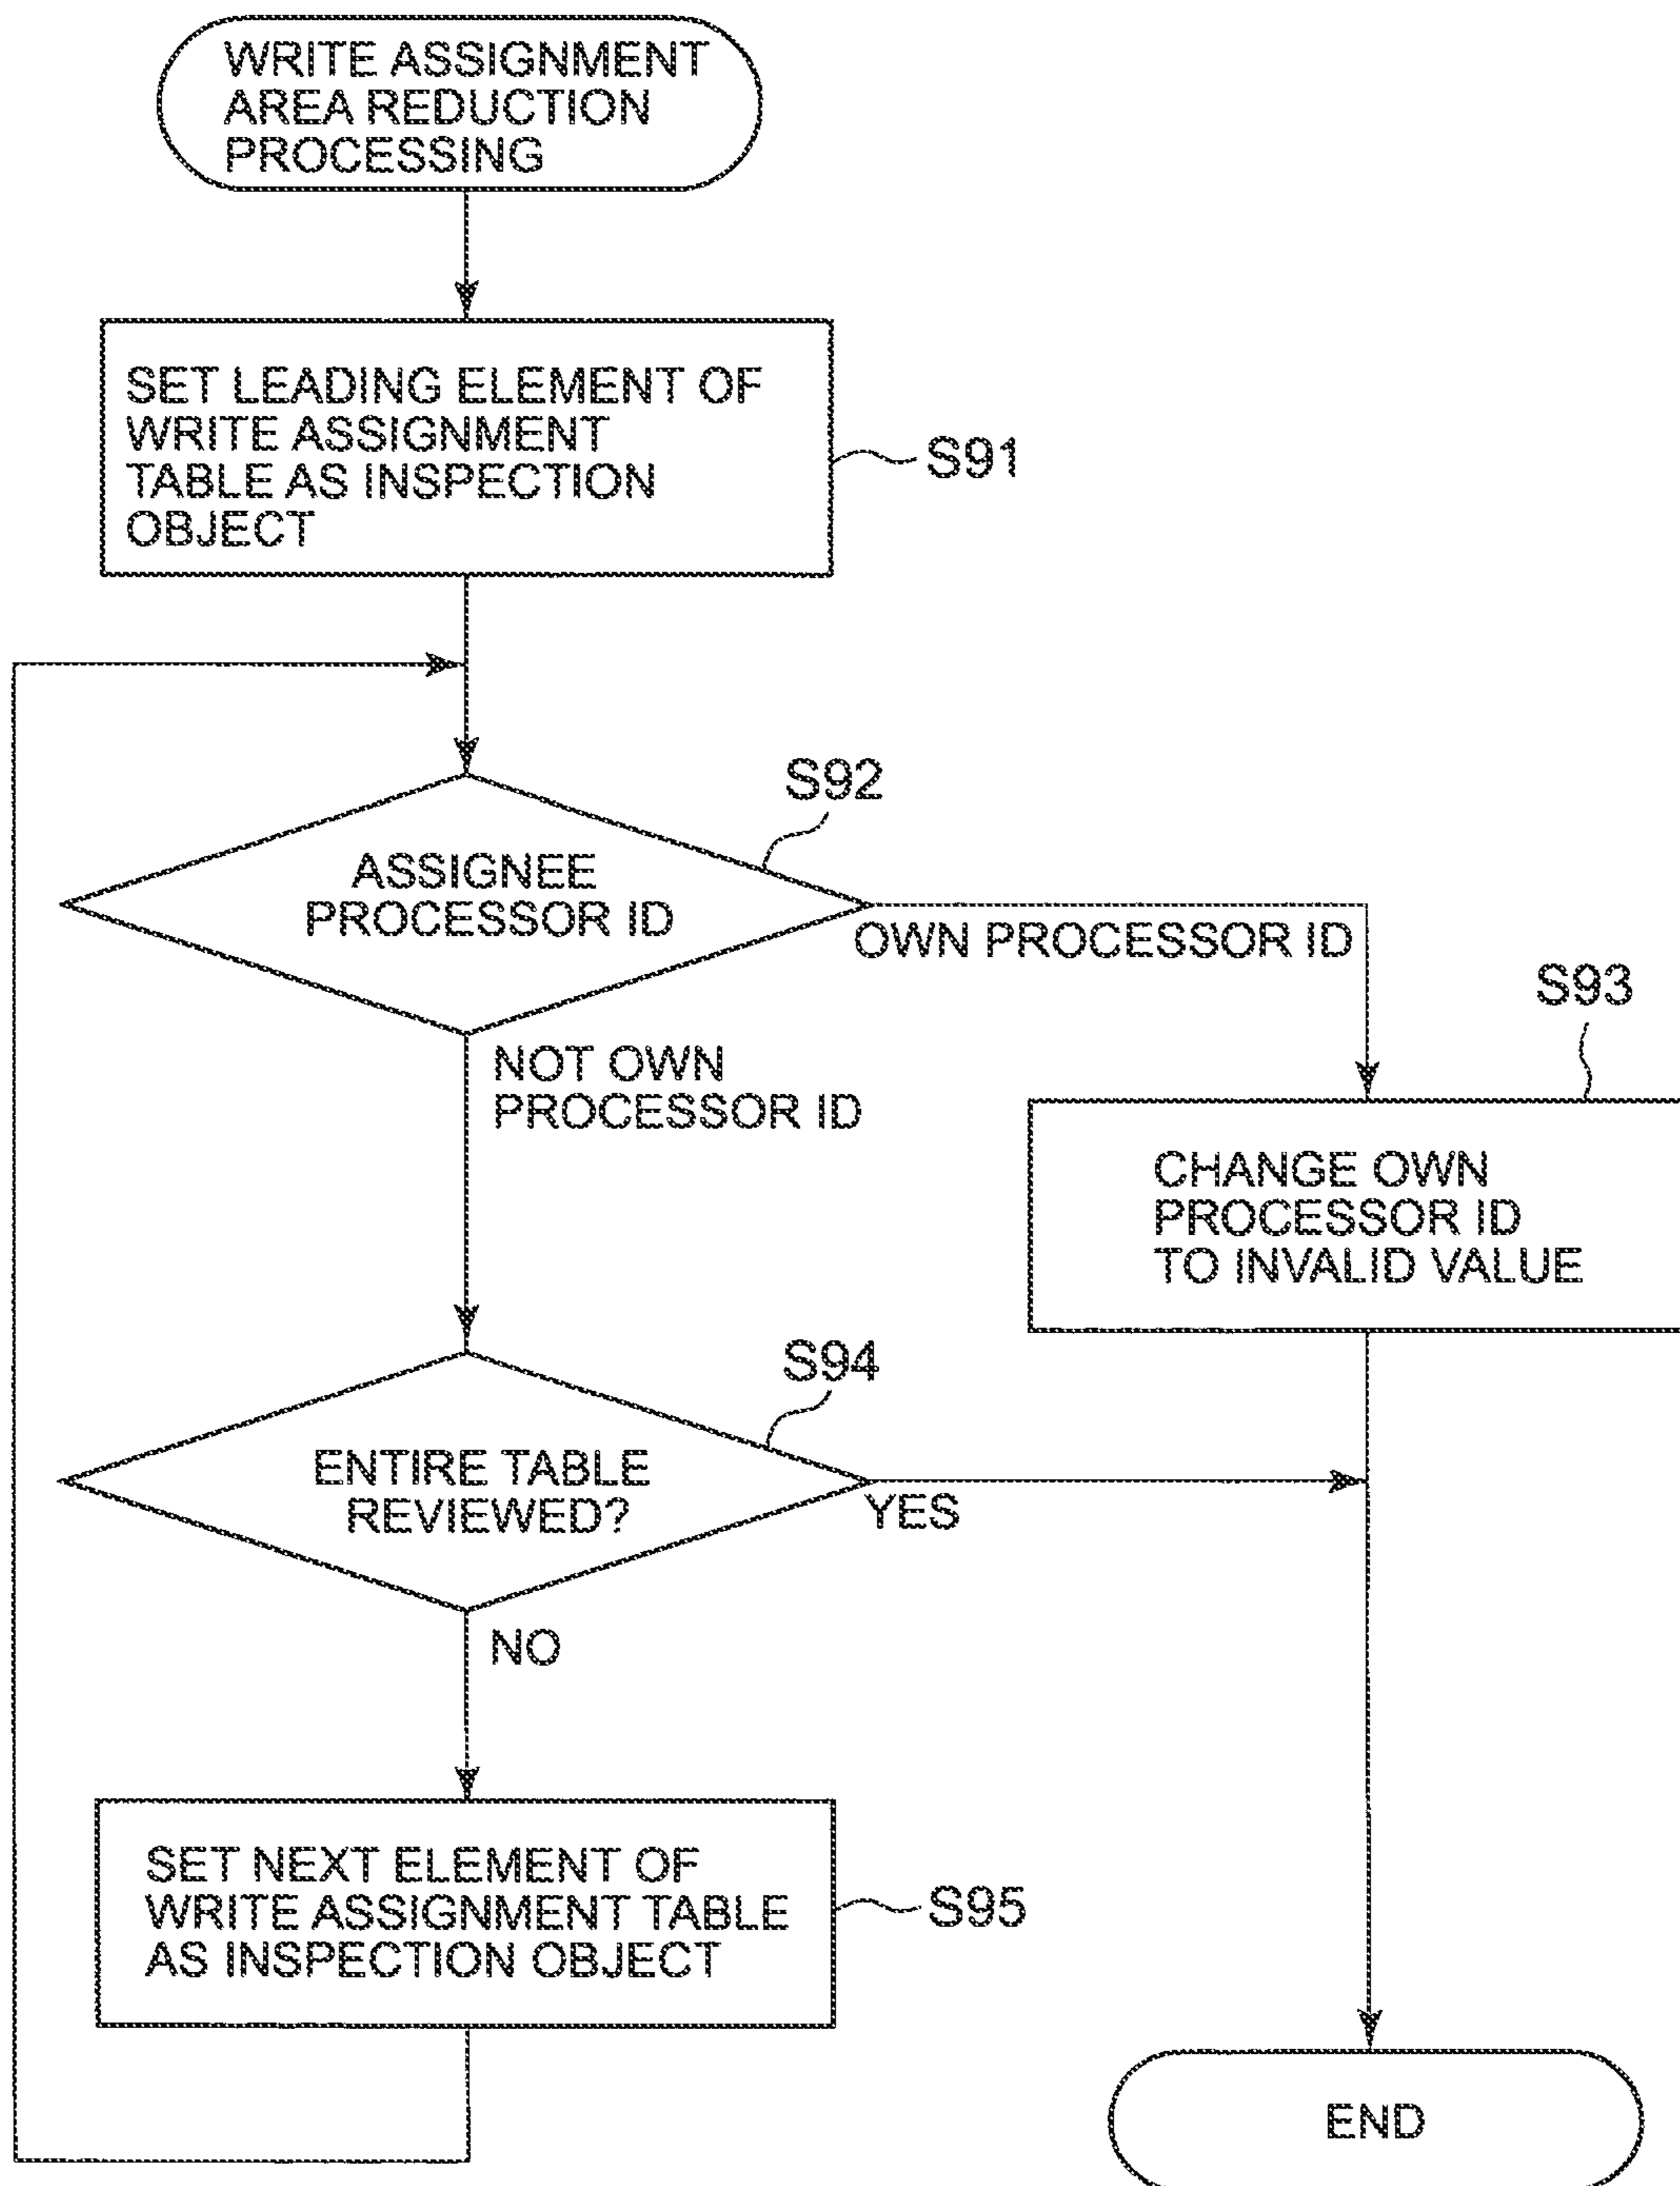 WRITE ASSIGNMENT
AREA REDUCTION
PROCESSING
SET LEADING ELEMENT OF
WRITE ASSIGNMENT
TABLE AS INSPECTION
OBJECT
S91
S92
ASSIGNEE
PROCESSOR ID
OWN PROCESSOR ID
S93
NOT OWN
PROCESSOR ID
CHANGE OWN
PROCESSOR ID
TO INVALID VALUE
S94
ENTIRE TABLE
REVIEWED?
YES
NO
SET NEXT ELEMENT OF
WRITE ASSIGNMENT TABLE
AS INSPECTION OBJECT
S95
END